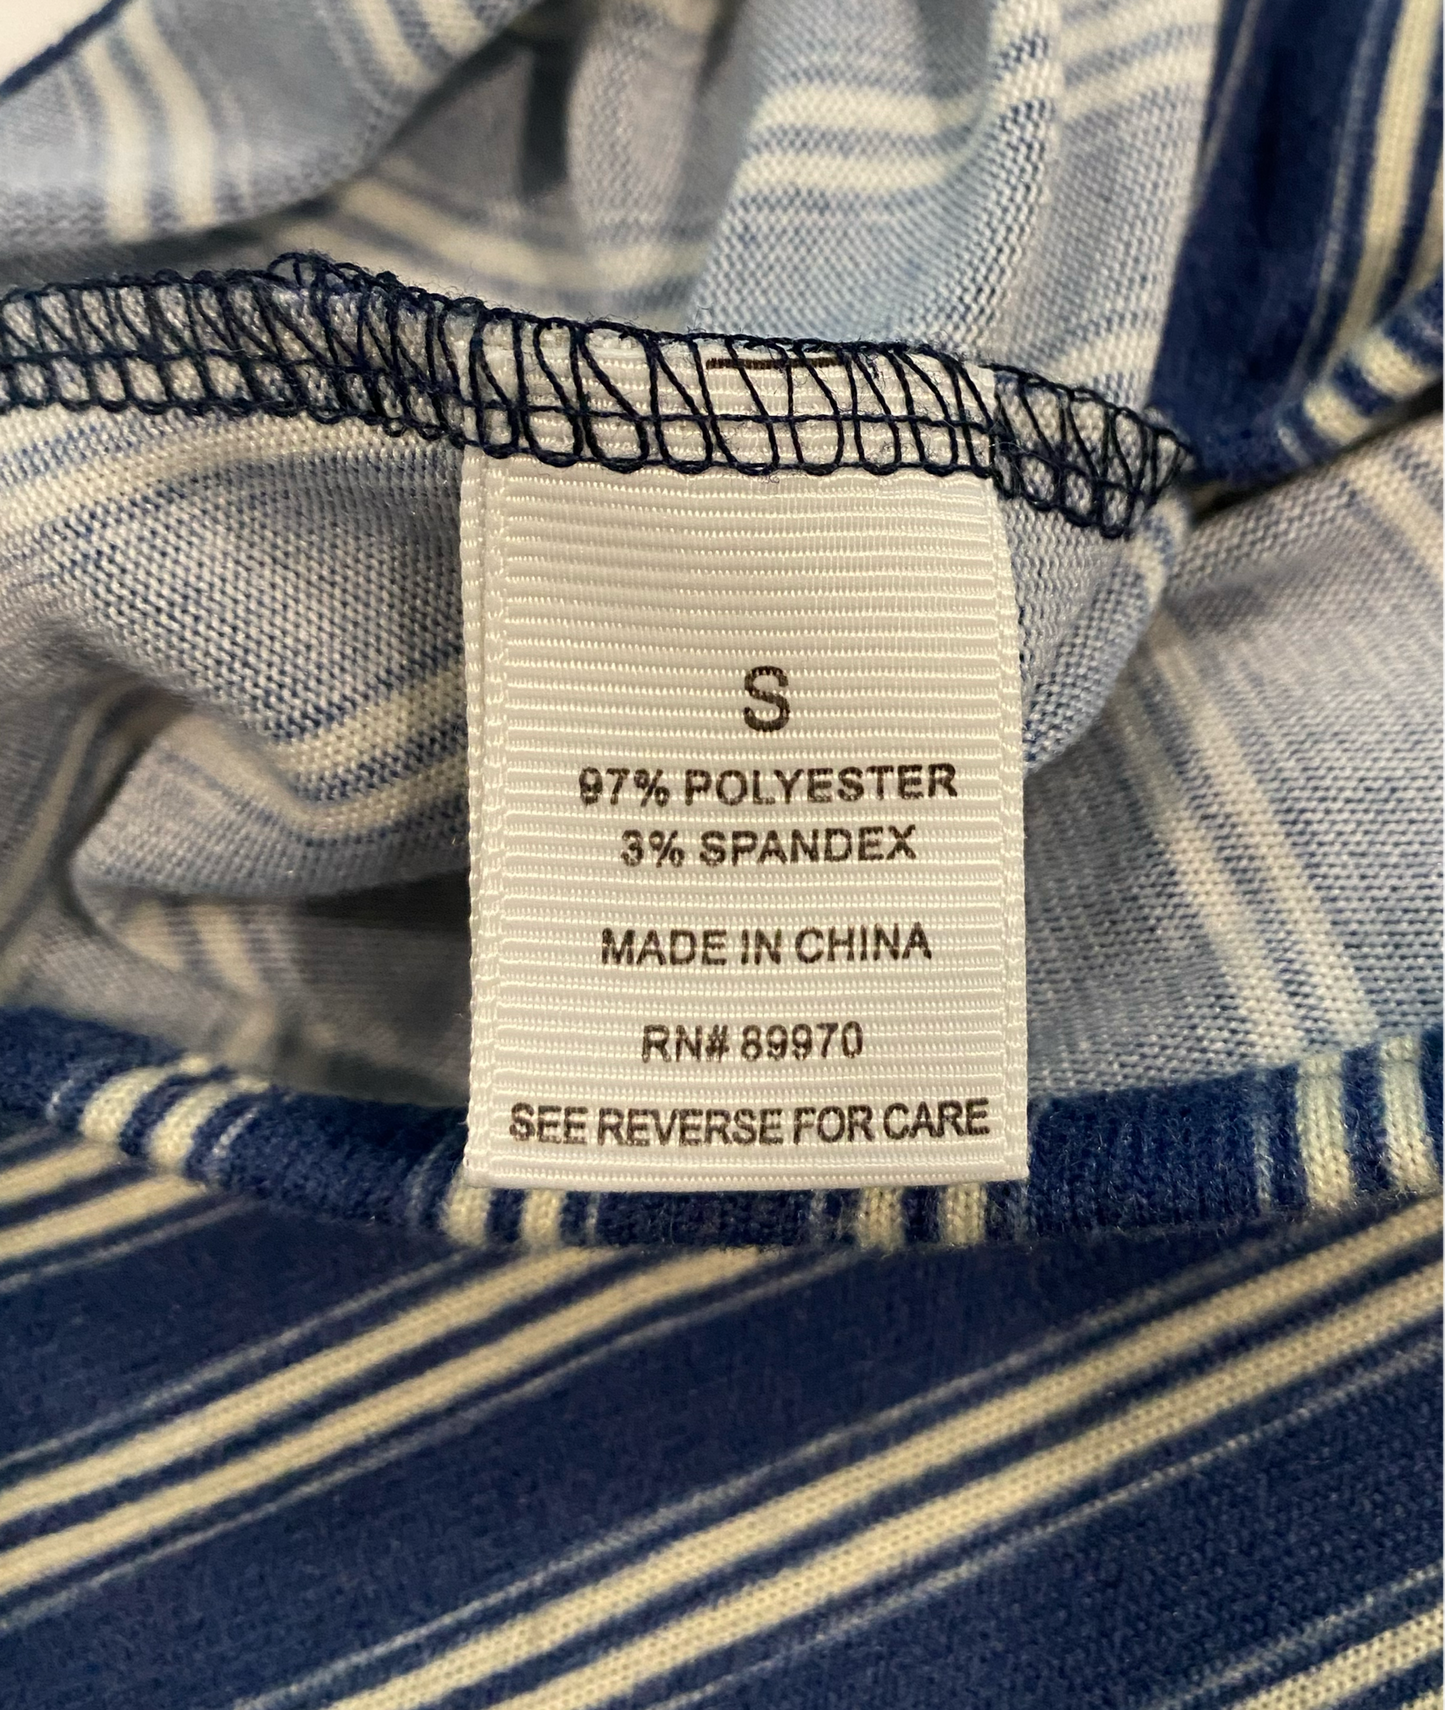 S
97% POLYESTER
3% SPANDEX
MADE IN CHINA
RN# 89970
SEE REVERSE FOR CARE